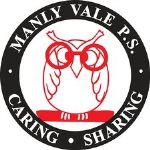 MANLY VALE P.S.
CARING · SHARING